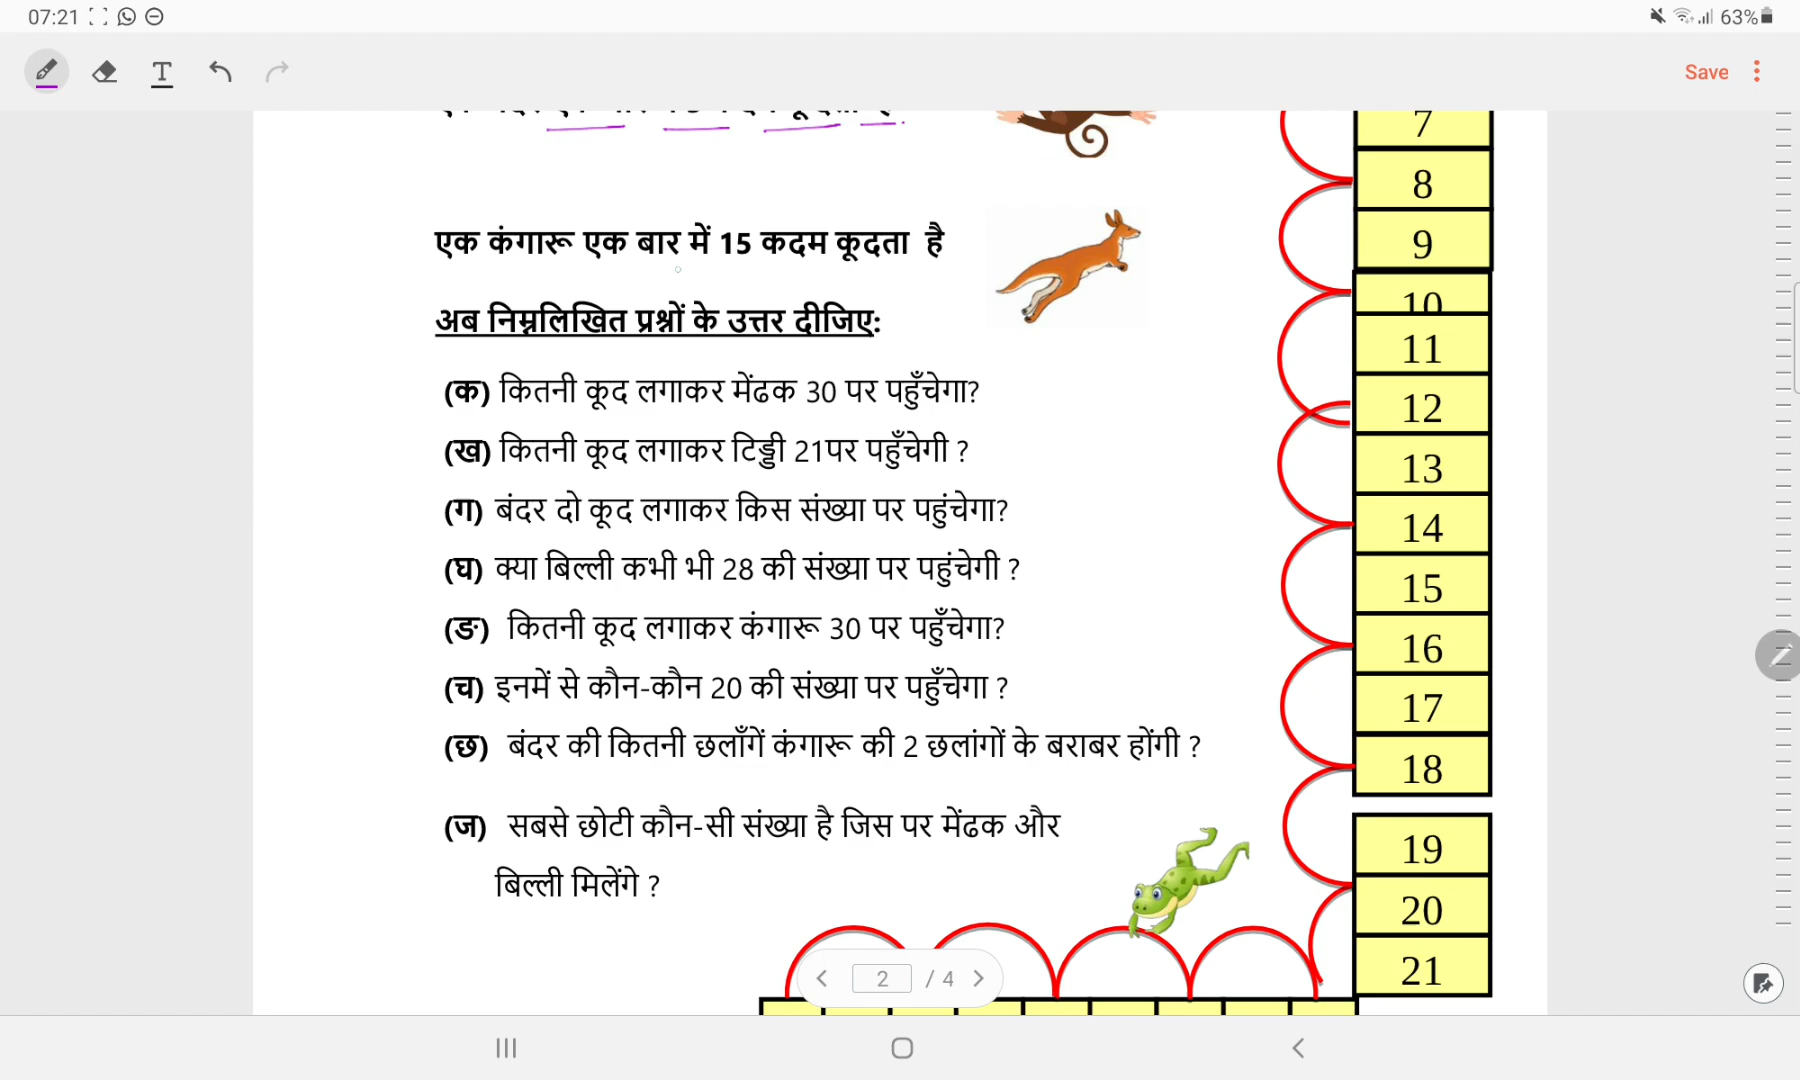 07:21
63%
T
Save
7
8
9
10
11
12
13
14
15
16
17
18
19
20
21
एक कंगारू एक बार में 15 कदम कूदता है
अब निम्नलिखित प्रश्नों के उत्तर दीजिए:
(क) कितनी कूद लगाकर मेंढक 30 पर पहुँचेगा?
(ख) कितनी कूद लगाकर टिड्डी 21पर पहुँचेगी ?
(ग) बंदर दो कूद लगाकर किस संख्या पर पहुंचेगा?
(घ) क्या बिल्ली कभी भी 28 की संख्या पर पहुंचेगी ?
(ङ) कितनी कूद लगाकर कंगारू 30 पर पहुँचेगा?
(च) इनमें से कौन-कौन 20 की संख्या पर पहुँचेगा ?
(छ) बंदर की कितनी छलाँगें कंगारू की 2 छलांगों के बराबर होंगी ?
(ज) सबसे छोटी कौन-सी संख्या है जिस पर मेंढक और
बिल्ली मिलेंगे ?
2 / 4